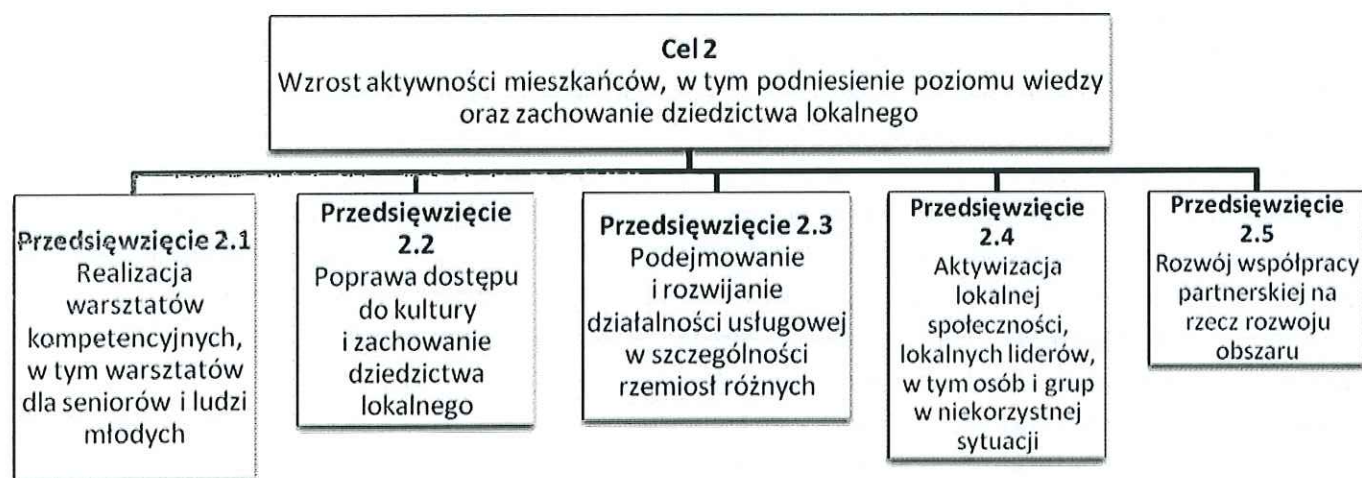 Cel 2
Wzrost aktywności mieszkańców, w tym podniesienie poziomu wiedzy
oraz zachowanie dziedzictwa lokalnego
Przedsięwzięcie 2.1
Realizacja
warsztatów
kompetencyjnych,
w tym warsztatów
dla seniorów i ludzi
młodych
Przedsięwzięcie
2.2
Poprawa dostępu
do kultury
i zachowanie
dziedzictwa
lokalnego
Przedsięwzięcie 2.3
Podejmowanie
i rozwijanie
działalności usługowej
w szczególności
rzemiosł różnych
Przedsięwzięcie
2.4
Aktywizacja
lokalnej
społeczności,
lokalnych liderów,
w tym osób i grup
w niekorzystnej
sytuacji
Przedsięwzięcie
2.5
Rozwój współpracy
partnerskiej na
rzecz rozwoju
obszaru